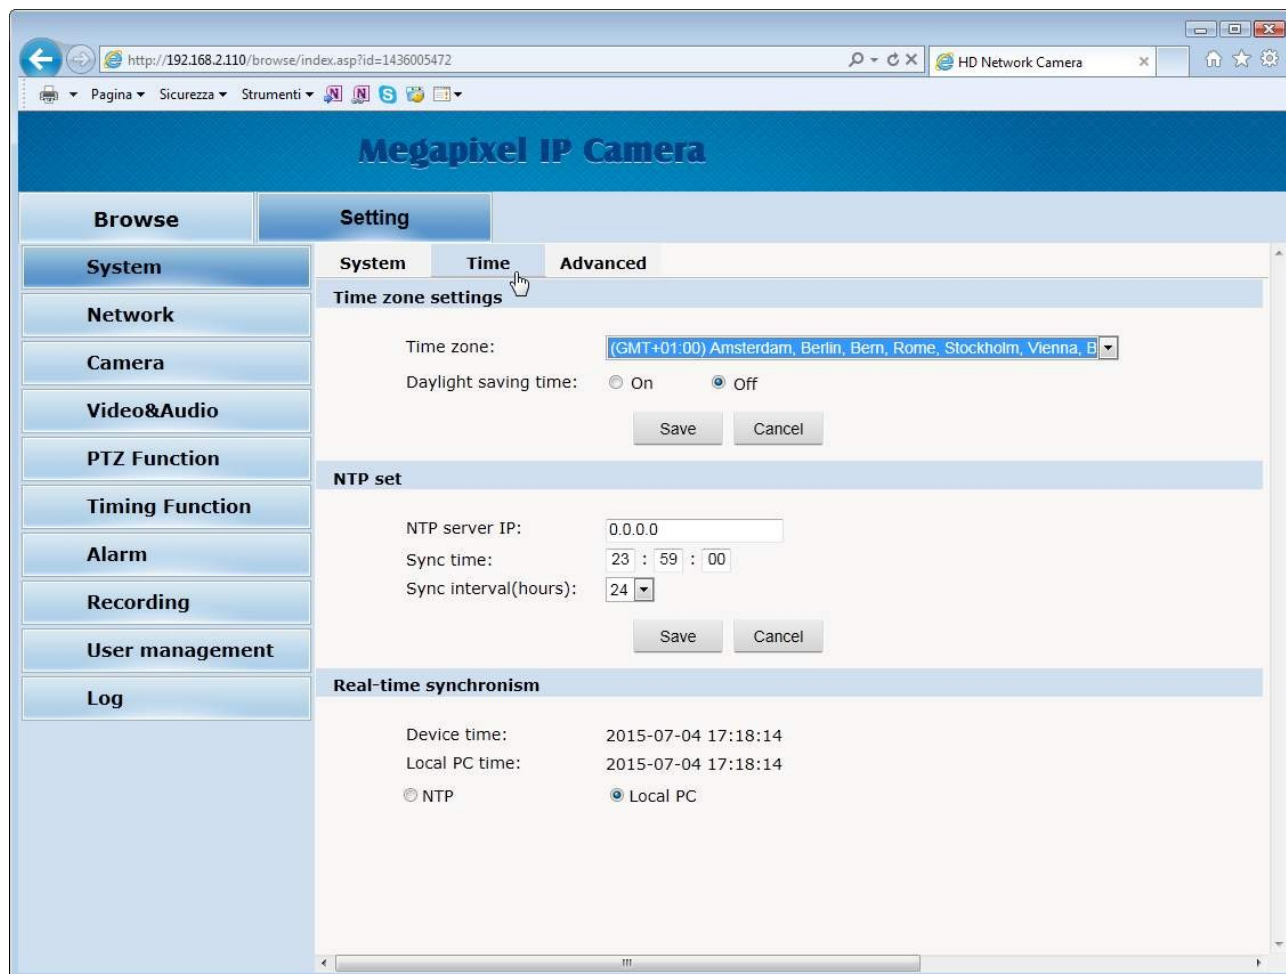 http://192.168.2.110/browse/index.asp?id=1436005472
HD Network Camera
Pagina Sicurezza Strumenti
Megapixel IP Camera
Browse Setting
System
Network
Camera
Video&Audio
PTZ Function
Timing Function
Alarm
Recording
User management
Log
System Time Advanced
Time zone settings
Time zone: (GMT+01:00) Amsterdam, Berlin, Bern, Rome, Stockholm, Vienna, B
Daylight saving time: On Off
Save Cancel
NTP set
NTP server IP: 0.0.0.0
Sync time: 23 : 59 : 00
Sync interval(hours): 24
Save Cancel
Real-time synchronism
Device time: 2015-07-04 17:18:14
Local PC time: 2015-07-04 17:18:14
NTP Local PC